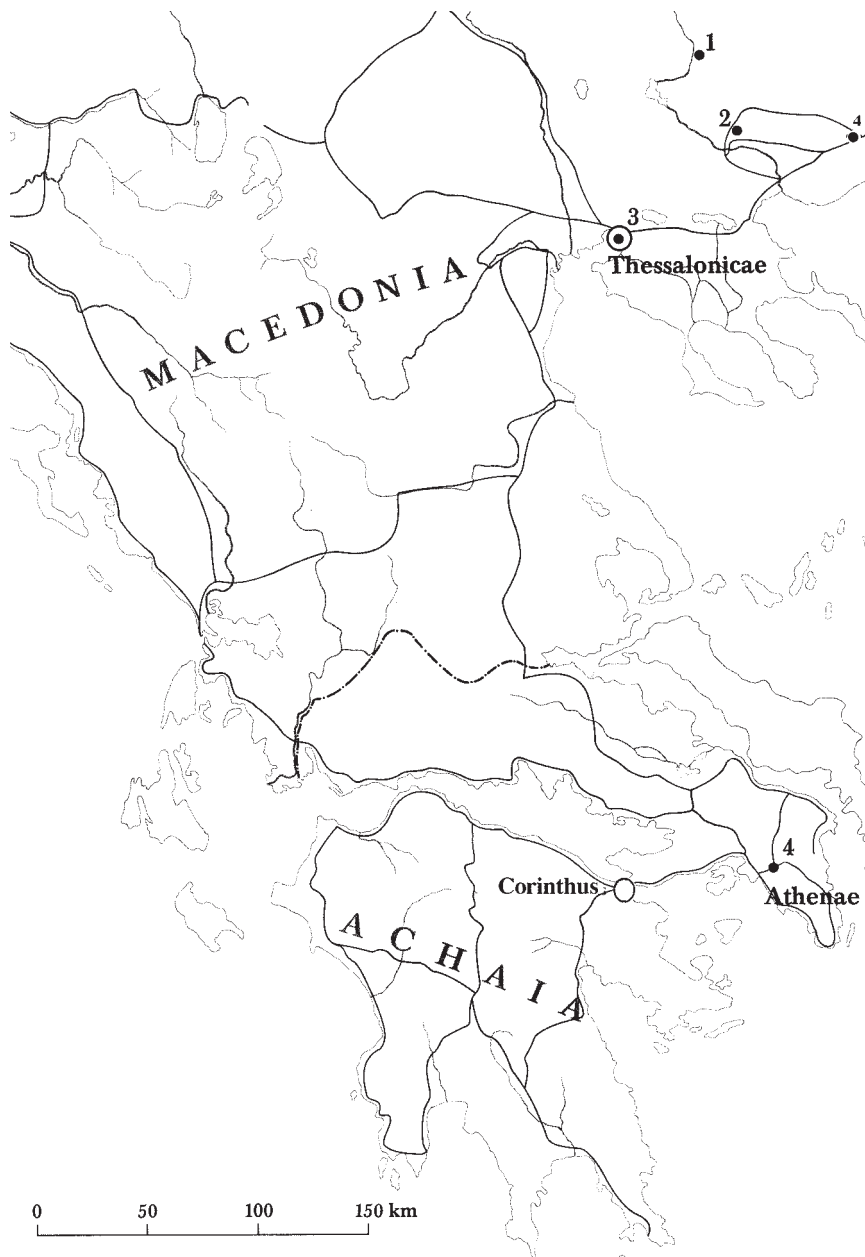 1
2
4
3
Thessalonicae
MACEDONIA
4
Corinthus
Athenae
ACHAIA
0 50 100 150 km